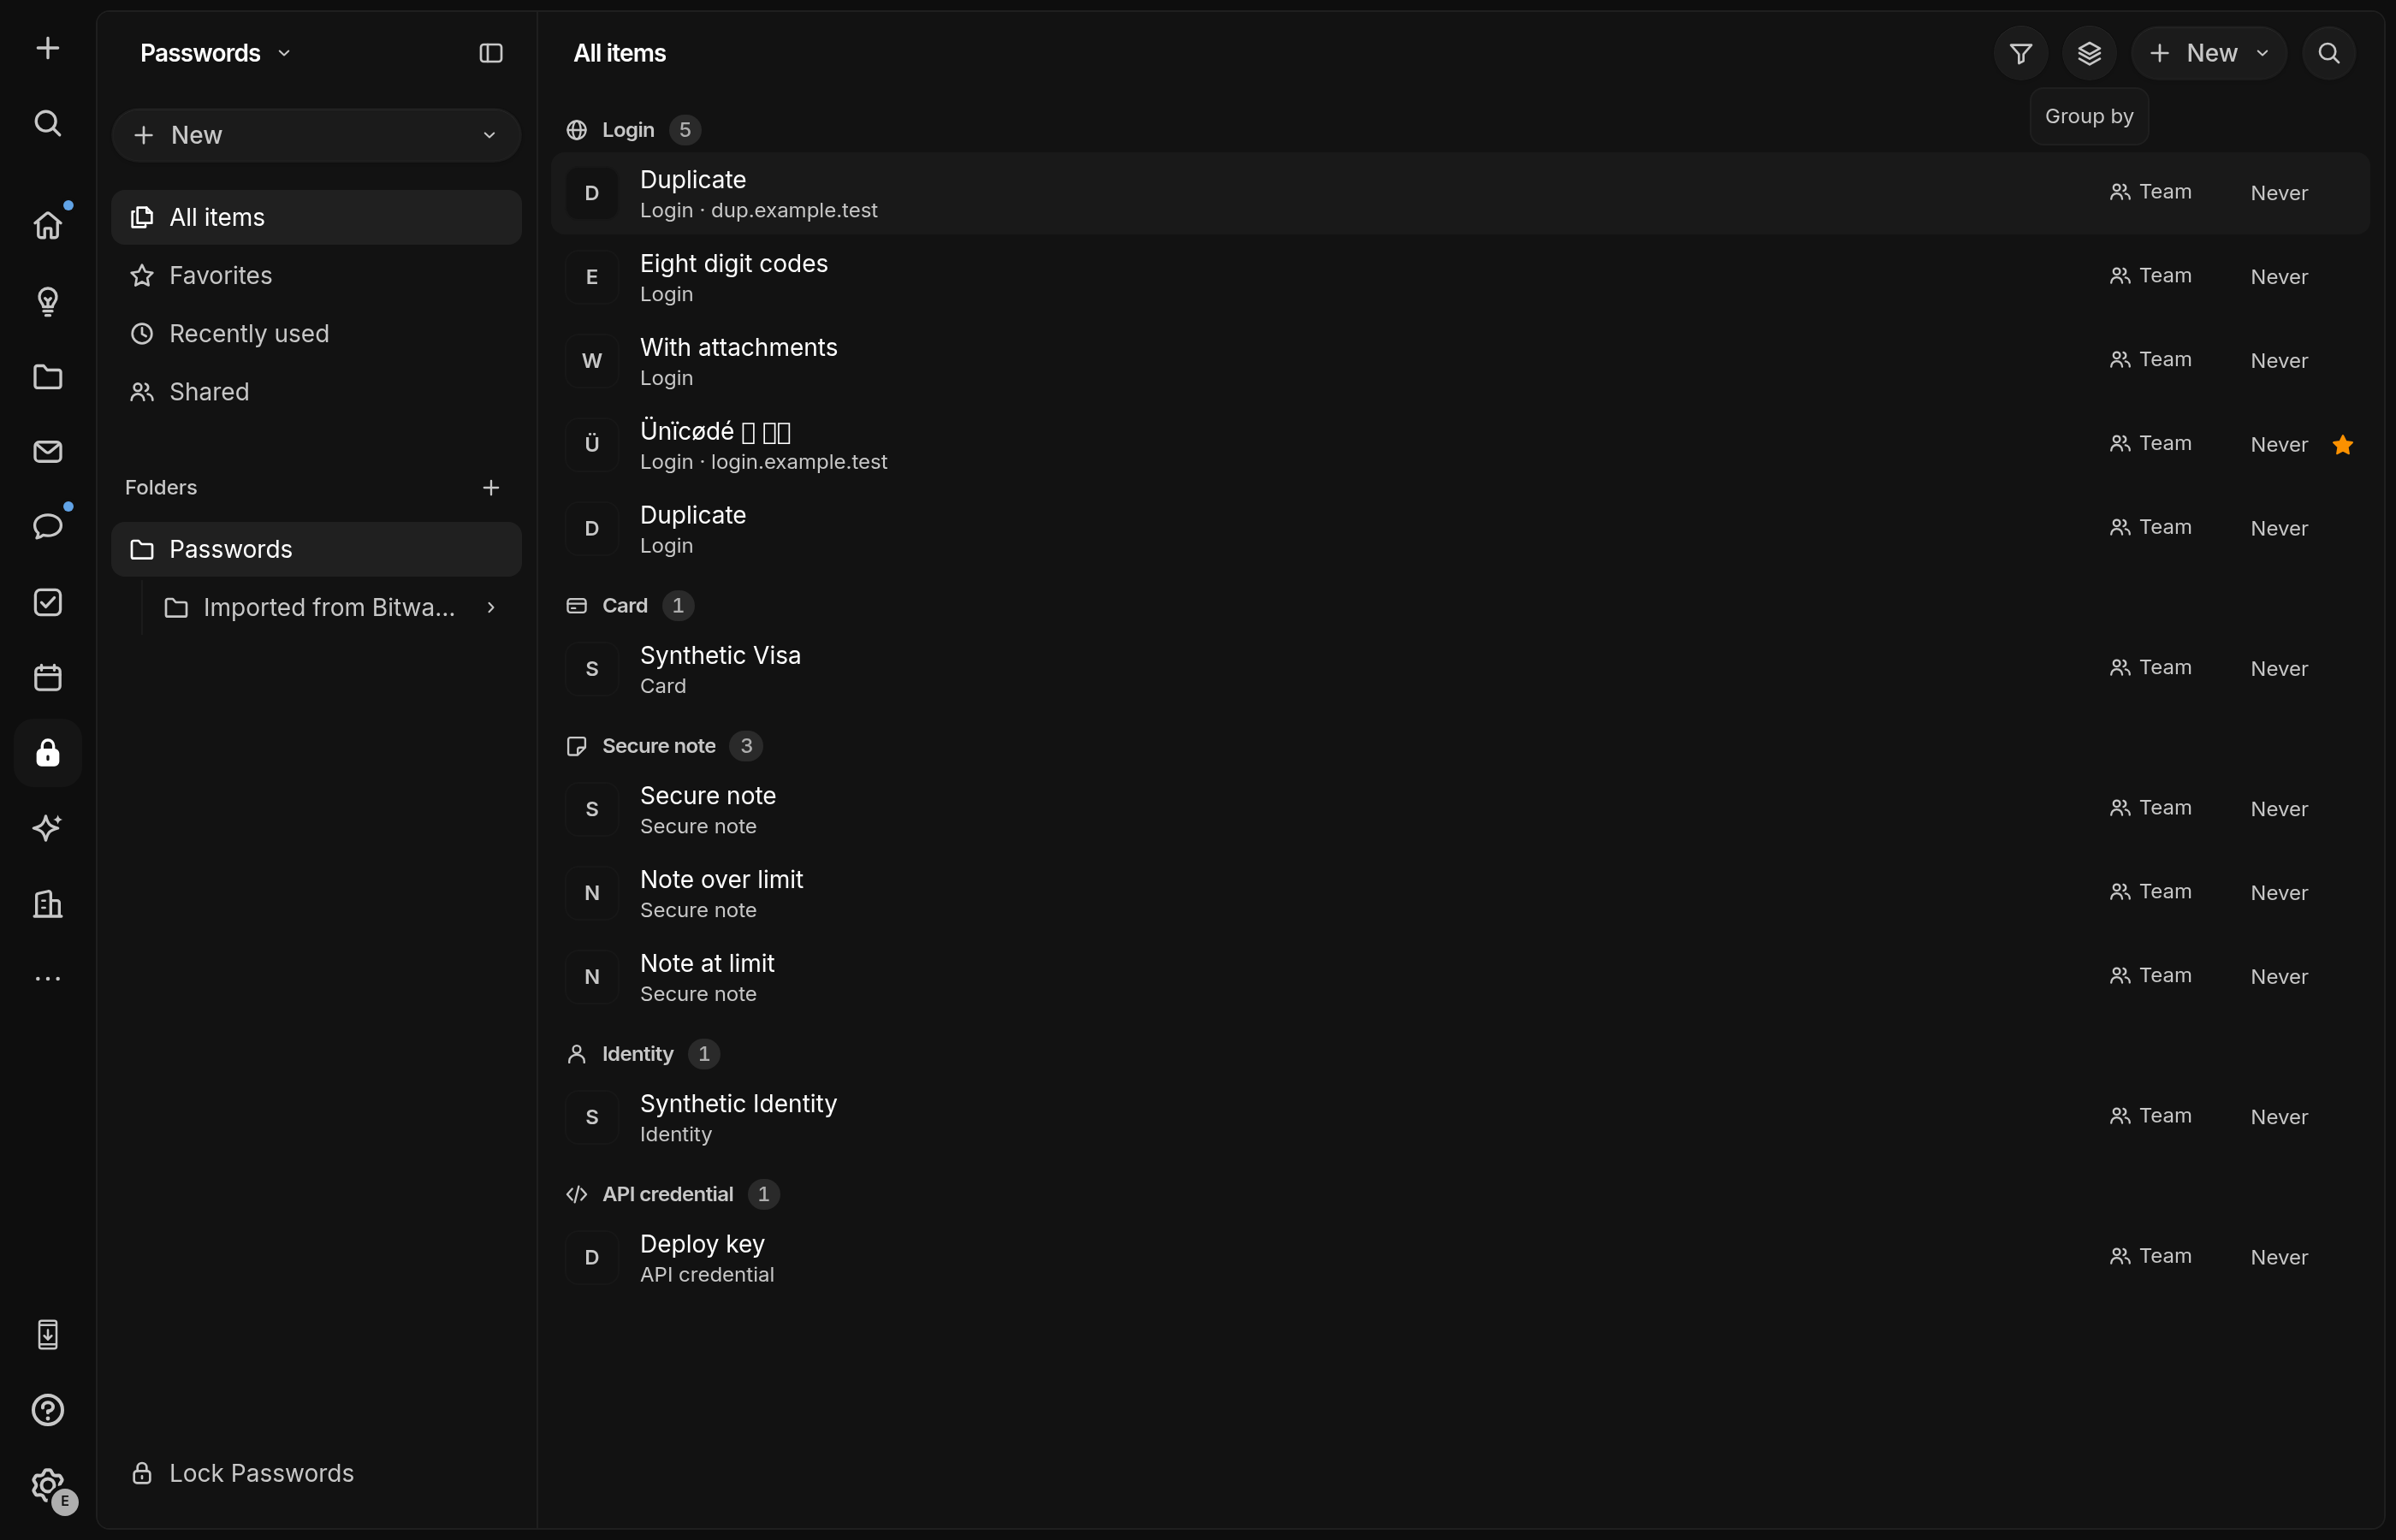 Passwords
New
All items
Favorites
Recently used
Shared
Folders
Passwords
Imported from Bitwa...
Lock Passwords
E
All items
New
Group by
Login 5
D
Duplicate
Login · dup.example.test
Team
Never
E
Eight digit codes
Login
Team
Never
W
With attachments
Login
Team
Never
Ü
Ünïcødé
Login · login.example.test
Team
Never
D
Duplicate
Login
Team
Never
Card 1
S
Synthetic Visa
Card
Team
Never
Secure note 3
S
Secure note
Secure note
Team
Never
N
Note over limit
Secure note
Team
Never
N
Note at limit
Secure note
Team
Never
Identity 1
S
Synthetic Identity
Identity
Team
Never
API credential 1
D
Deploy key
API credential
Team
Never